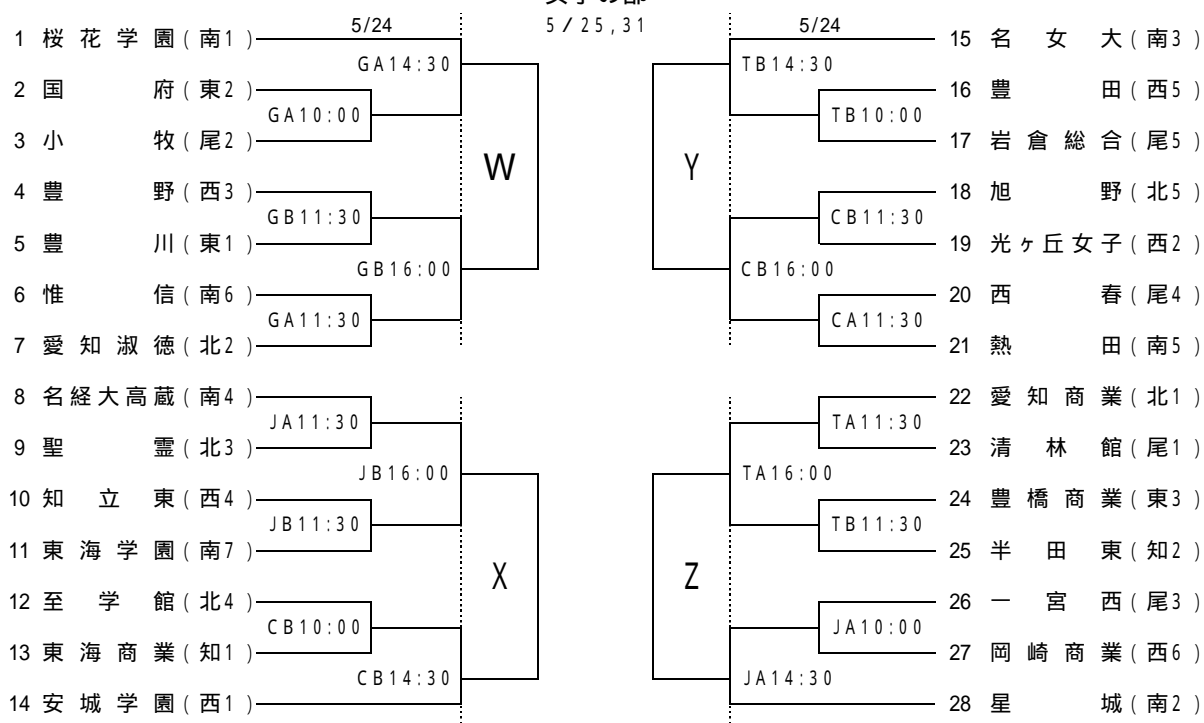 5/24
5/25,31
5/24
1 桜花学園(南1)
GA14:30
2 国府(東2)
GA10:00
3 小牧(尾2)
W
4 豊野(西3)
GB11:30
5 豊川(東1)
GB16:00
6 惟信(南6)
GA11:30
7 愛知淑徳(北2)
8 名経大高蔵(南4)
JA11:30
9 聖霊(北3)
JB16:00
10 知立東(西4)
JB11:30
11 東海学園(南7)
X
12 至学館(北4)
CB10:00
13 東海商業(知1)
CB14:30
14 安城学園(西1)
15 名女大(南3)
TB14:30
16 豊田(西5)
TB10:00
17 岩倉総合(尾5)
Y
18 旭野(北5)
CB11:30
19 光ヶ丘女子(西2)
CB16:00
20 西春(尾4)
CA11:30
21 熱田(南5)
22 愛知商業(北1)
TA11:30
23 清林館(尾1)
TA16:00
24 豊橋商業(東3)
TB11:30
25 半田東(知2)
Z
26 一宮西(尾3)
JA10:00
27 岡崎商業(西6)
JA14:30
28 星城(南2)